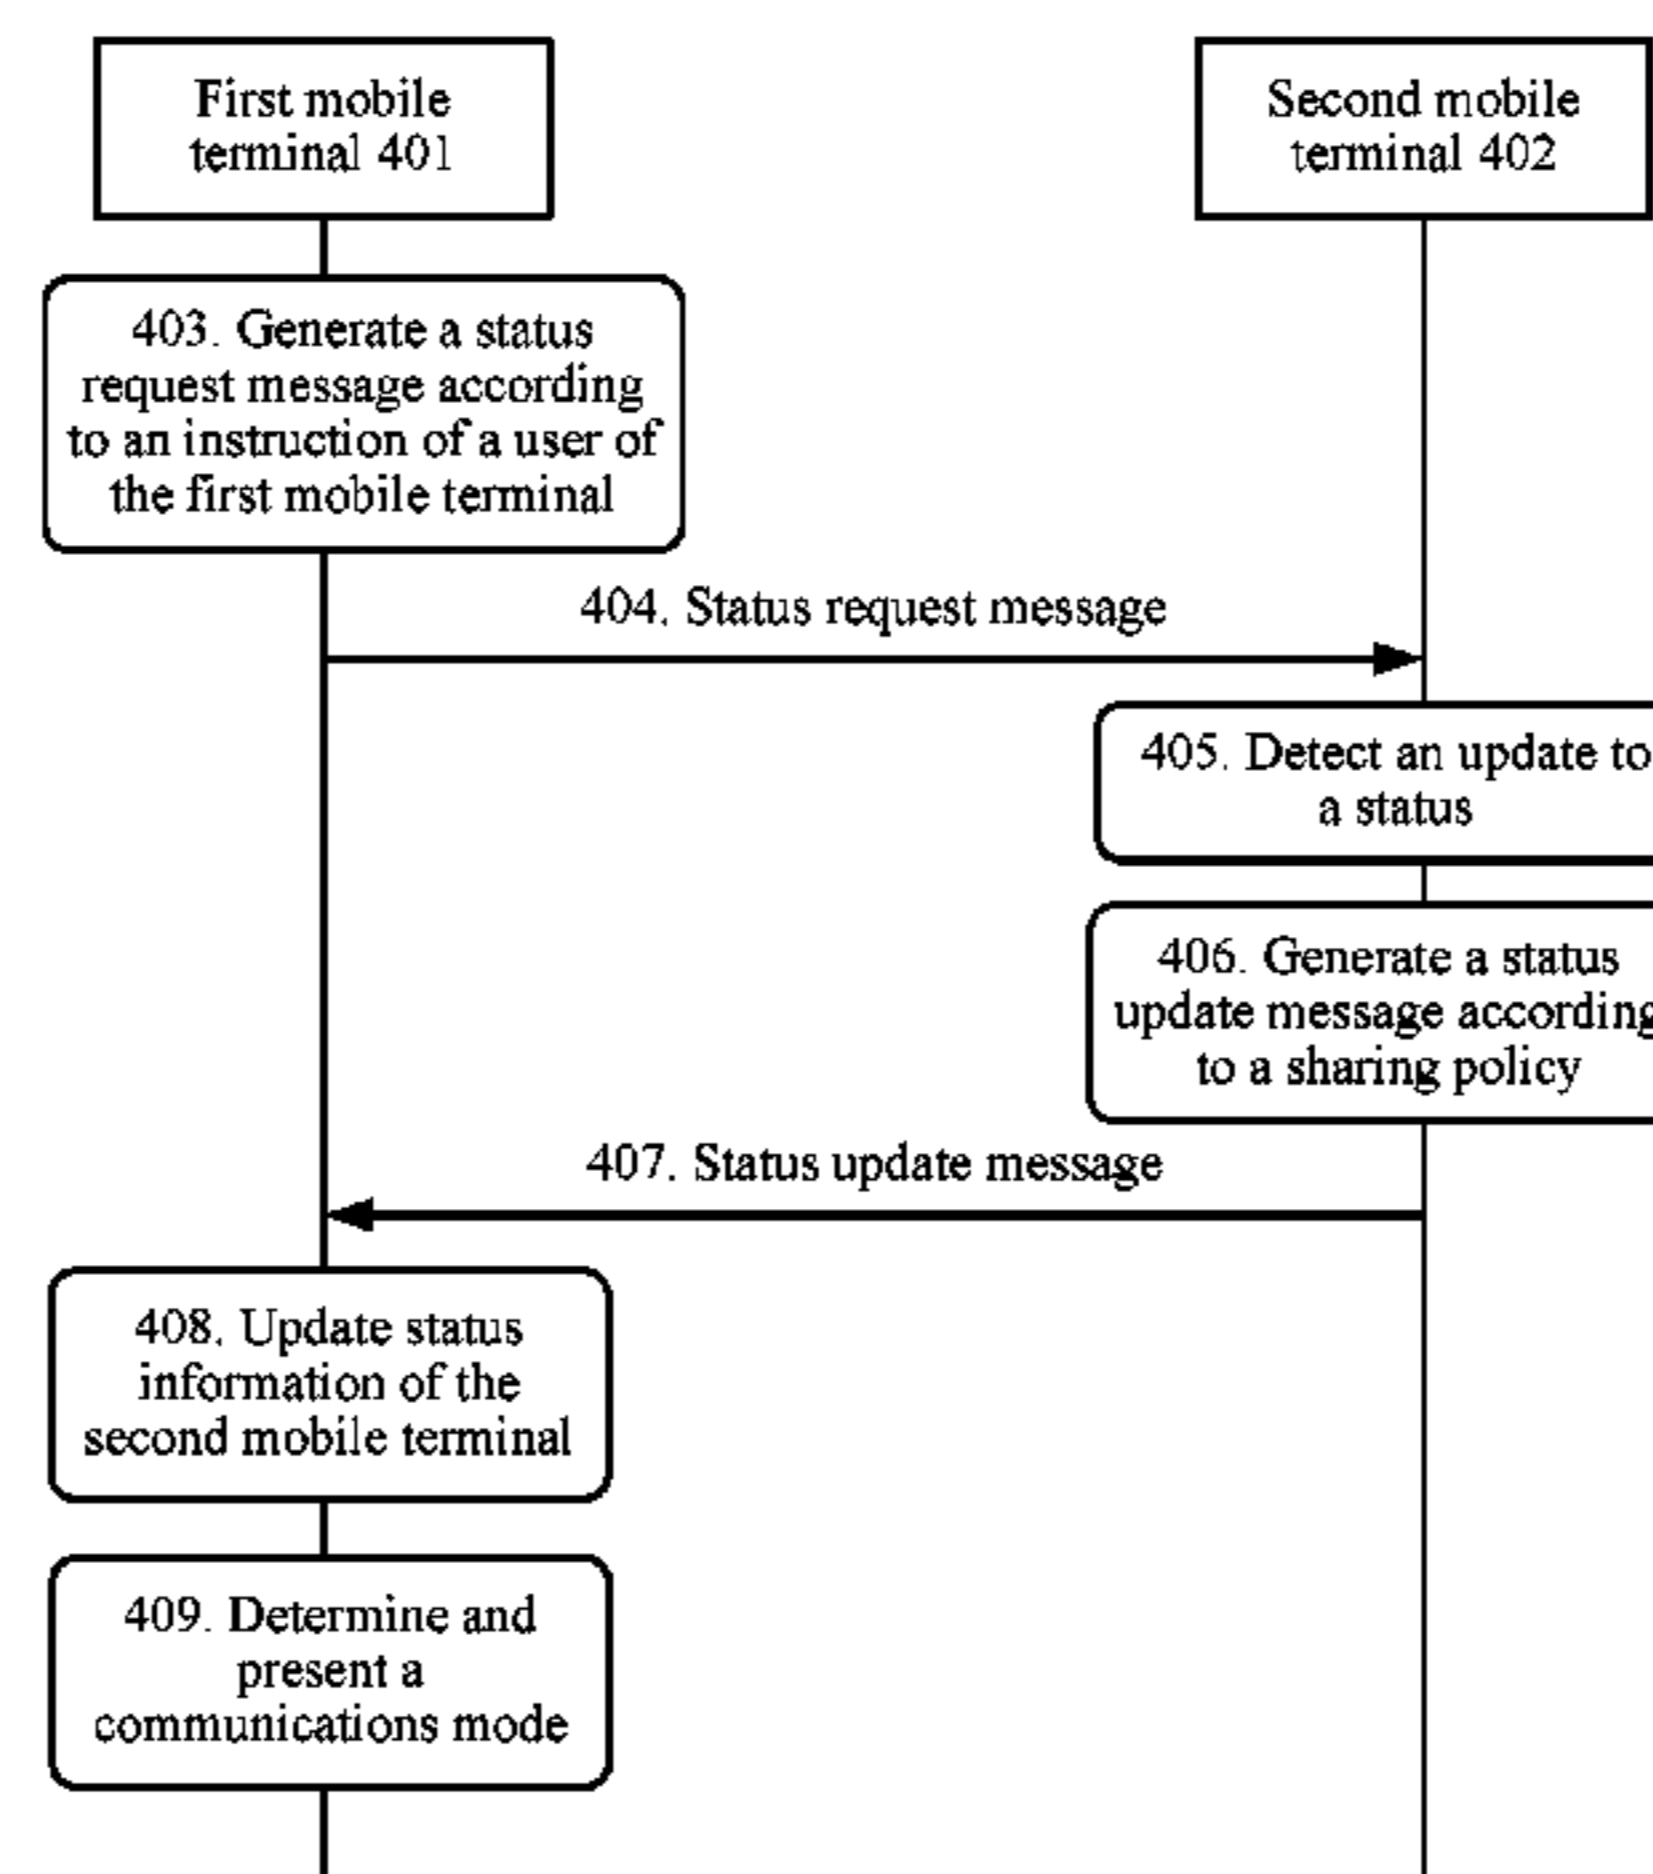 First mobile
terminal 401
Second mobile
terminal 402
403. Generate a status
request message according
to an instruction of a user of
the first mobile terminal
404. Status request message
405. Detect an update to
a status
406. Generate a status
update message according
to a sharing policy
407. Status update message
408. Update status
information of the
second mobile terminal
409. Determine and
present a
communications mode